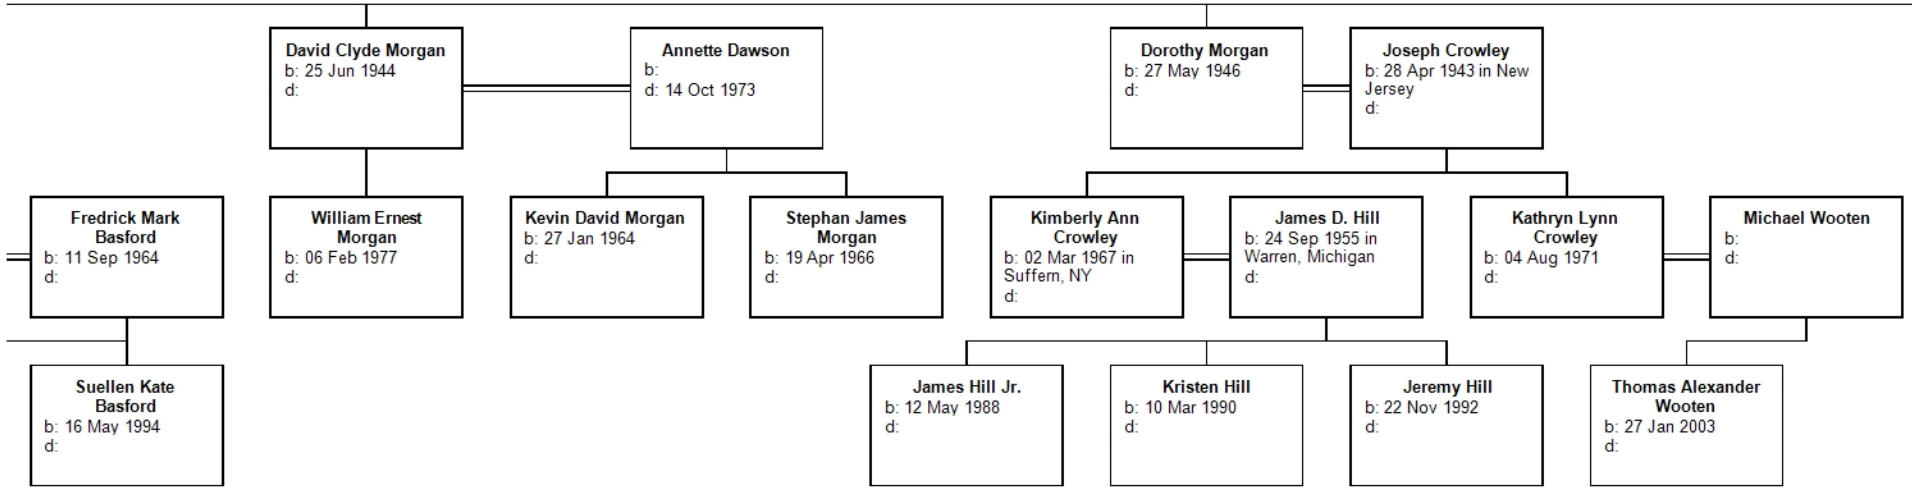 David Clyde Morgan
b: 25 Jun 1944
d:
Annette Dawson
b:
d: 14 Oct 1973
Dorothy Morgan
b: 27 May 1946
d:
Joseph Crowley
b: 28 Apr 1943 in New
Jersey
d:
Fredrick Mark
Basford
b: 11 Sep 1964
d:
William Ernest
Morgan
b: 06 Feb 1977
d:
Kevin David Morgan
b: 27 Jan 1964
d:
Stephan James
Morgan
b: 19 Apr 1966
d:
Kimberly Ann
Crowley
b: 02 Mar 1967 in
Suffern, NY
d:
James D. Hill
b: 24 Sep 1955 in
Warren, Michigan
d:
Kathryn Lynn
Crowley
b: 04 Aug 1971
d:
Michael Wooten
b:
d:
Suellen Kate
Basford
b: 16 May 1994
d:
James Hill Jr.
b: 12 May 1988
d:
Kristen Hill
b: 10 Mar 1990
d:
Jeremy Hill
b: 22 Nov 1992
d:
Thomas Alexander
Wooten
b: 27 Jan 2003
d: